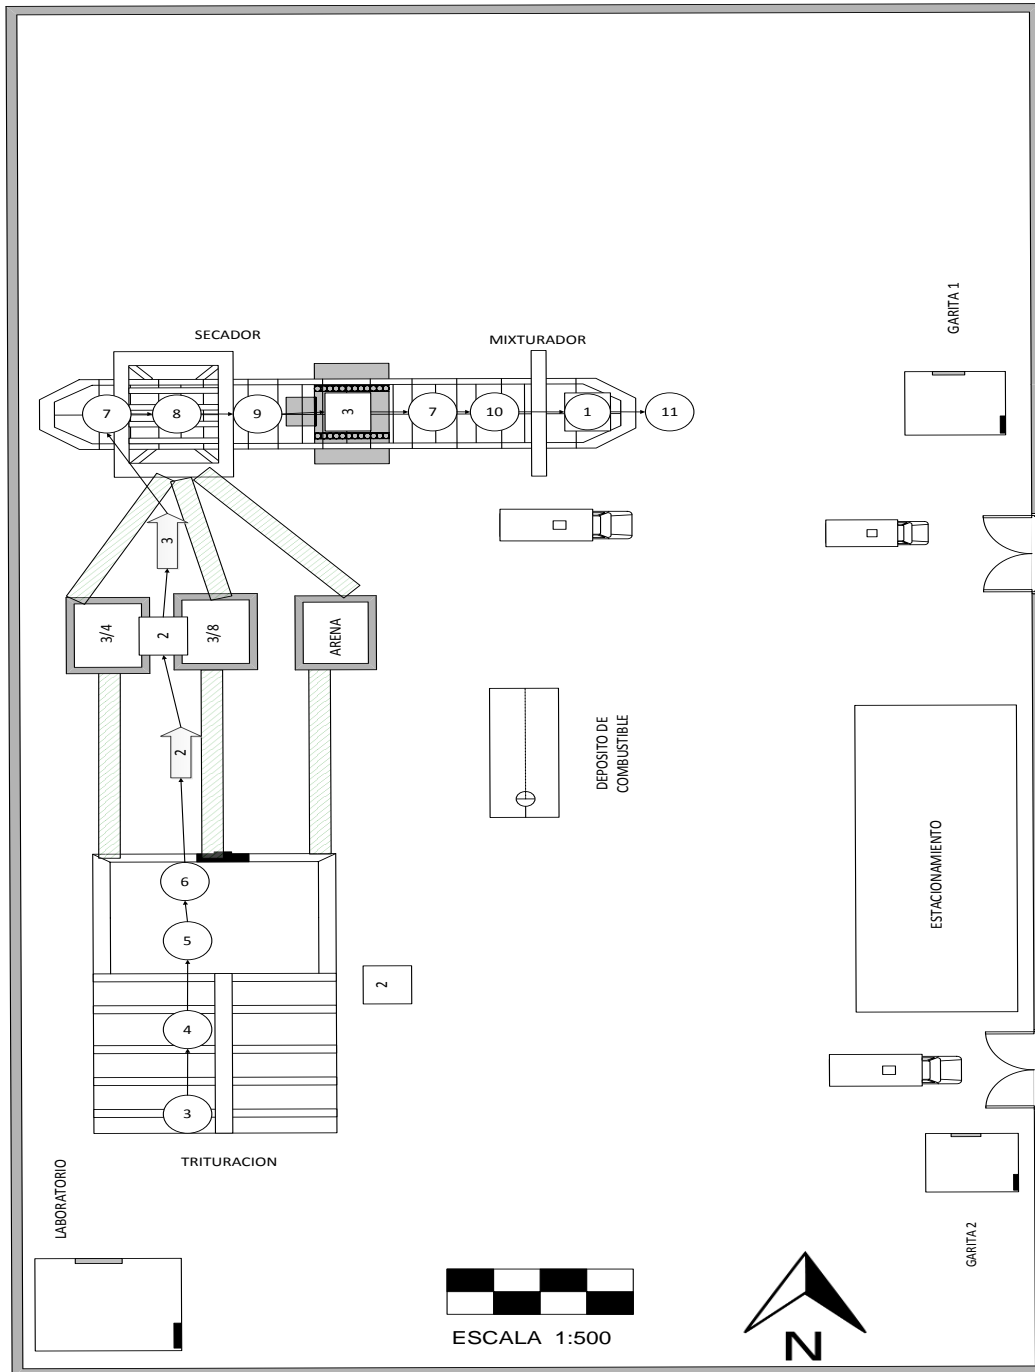 SECADOR
MIXTURADOR
GARITA 1
7
8
9
3
7
10
1
11
3
3/4
2
3/8
ARENA
2
DEPOSITO DE
COMBUSTIBLE
ESTACIONAMIENTO
6
5
4
3
2
TRITURACION
LABORATORIO
GARITA 2
ESCALA 1:500
N